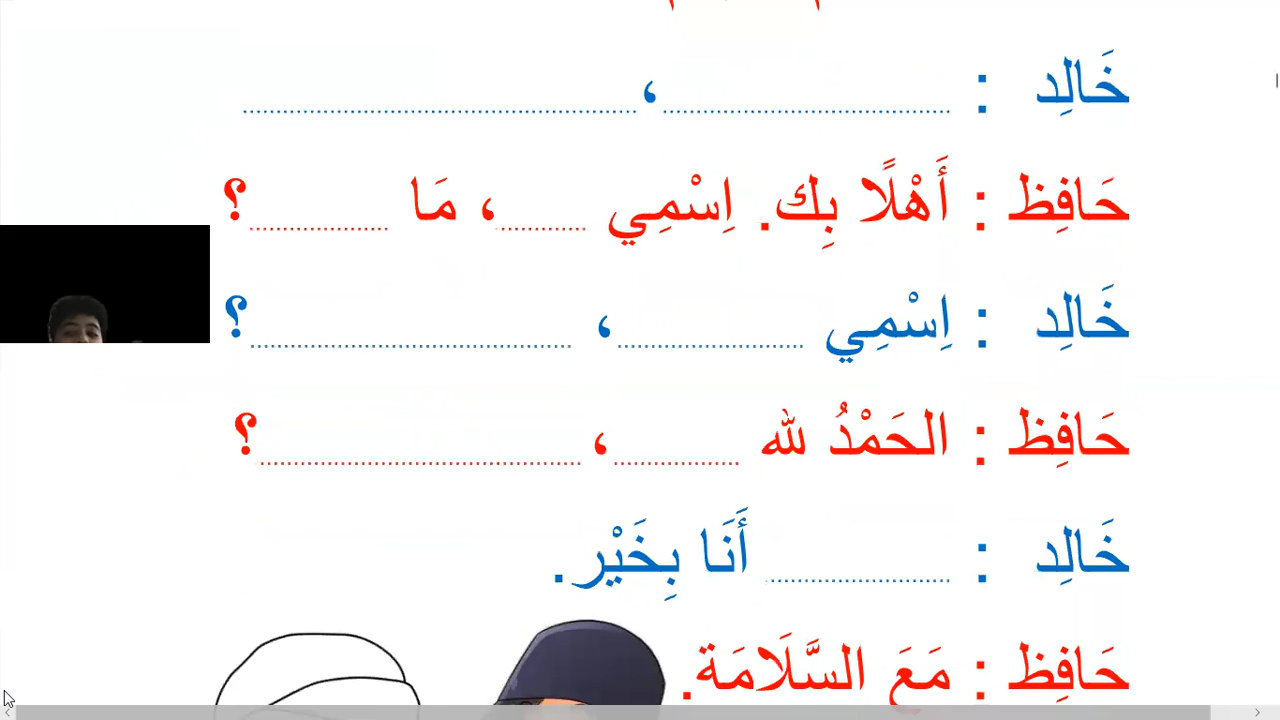 خَالِد : ............................، .......................................
حَافِظ : أَهْلًا بِك. اِسْمِي .........، مَا ..............؟
خَالِد : اِسْمِي ..................، ................................؟
حَافِظ : الحَمْدُ لله ............، ................................؟
خَالِد : .................. أَنَا بِخَيْر.
حَافِظ : مَعَ السَّلَامَة.